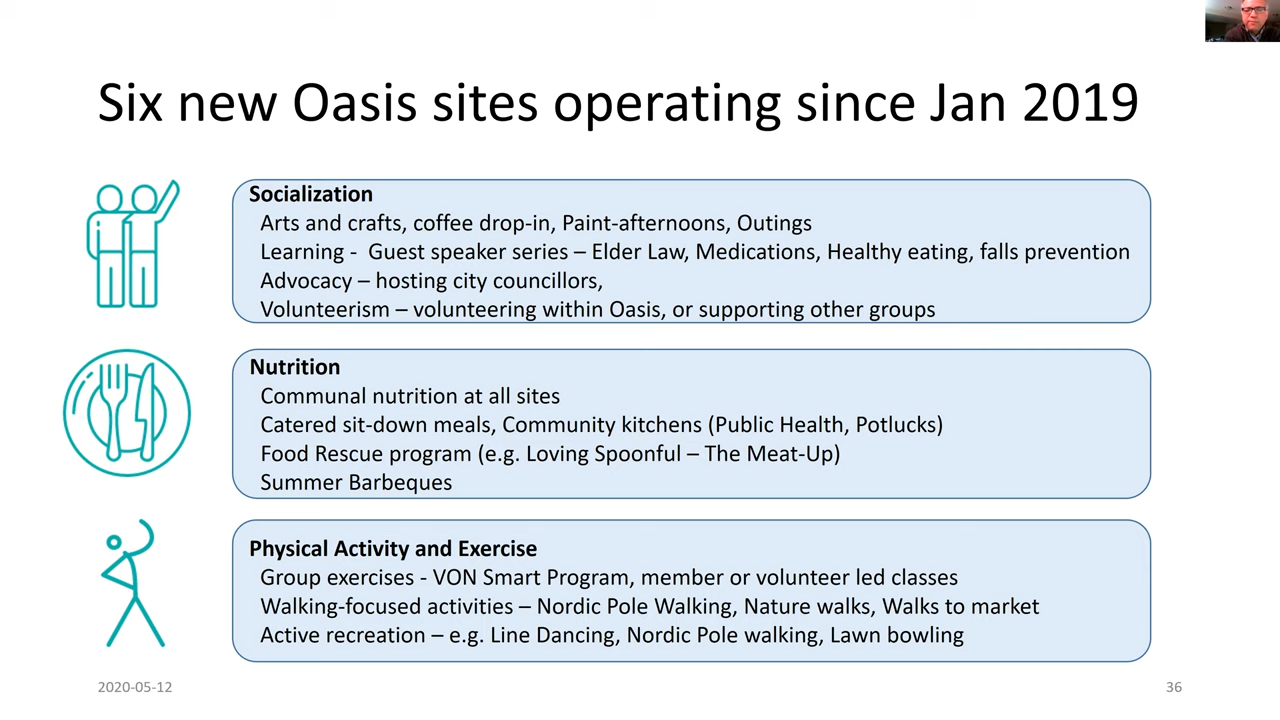 Six new Oasis sites operating since Jan 2019
Socialization
Arts and crafts, coffee drop-in, Paint-afternoons, Outings
Learning -  Guest speaker series – Elder Law, Medications, Healthy eating, falls prevention
Advocacy – hosting city councillors,
Volunteerism – volunteering within Oasis, or supporting other groups
Nutrition
Communal nutrition at all sites
Catered sit-down meals, Community kitchens (Public Health, Potlucks)
Food Rescue program (e.g. Loving Spoonful – The Meat-Up)
Summer Barbeques
Physical Activity and Exercise
Group exercises - VON Smart Program, member or volunteer led classes
Walking-focused activities – Nordic Pole Walking, Nature walks, Walks to market
Active recreation – e.g. Line Dancing, Nordic Pole walking, Lawn bowling
2020-05-12
36